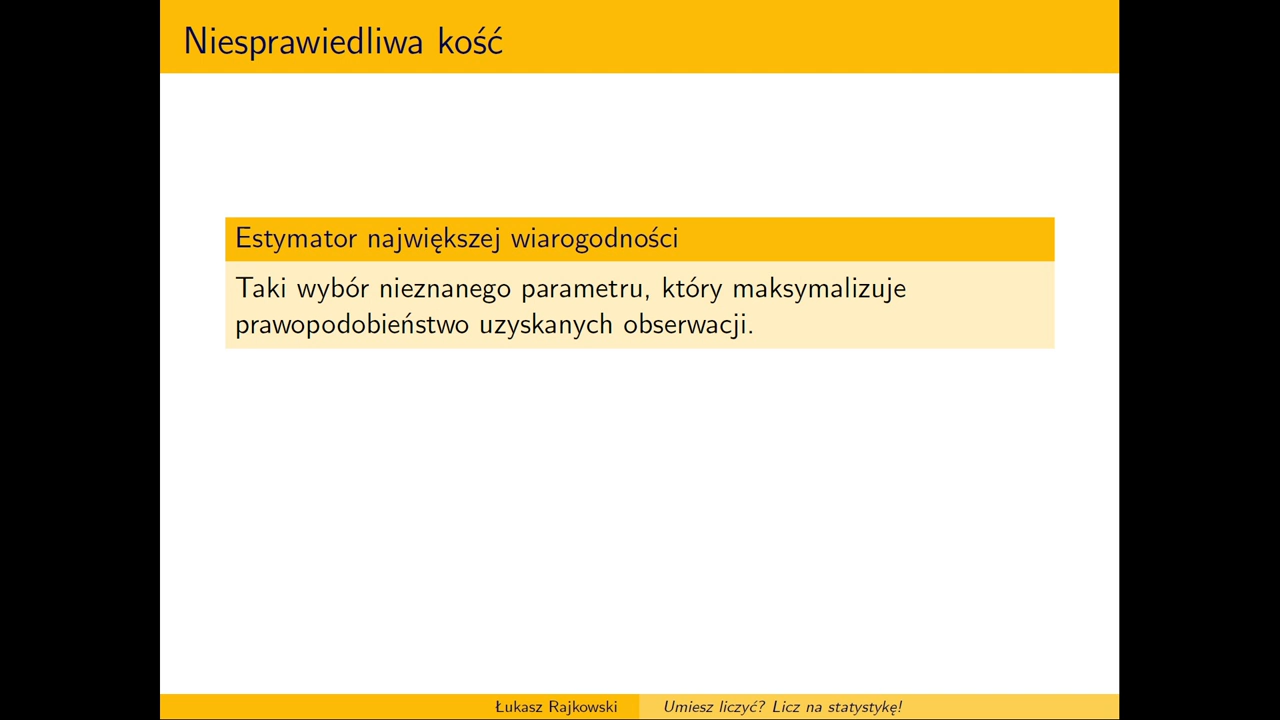 Niesprawiedliwa kość
Estymator największej wiarogodności
Taki wybór nieznanego parametru, który maksymalizuje
prawopodobieństwo uzyskanych obserwacji.
Łukasz Rajkowski
Umiesz liczyć? Licz na statystykę!